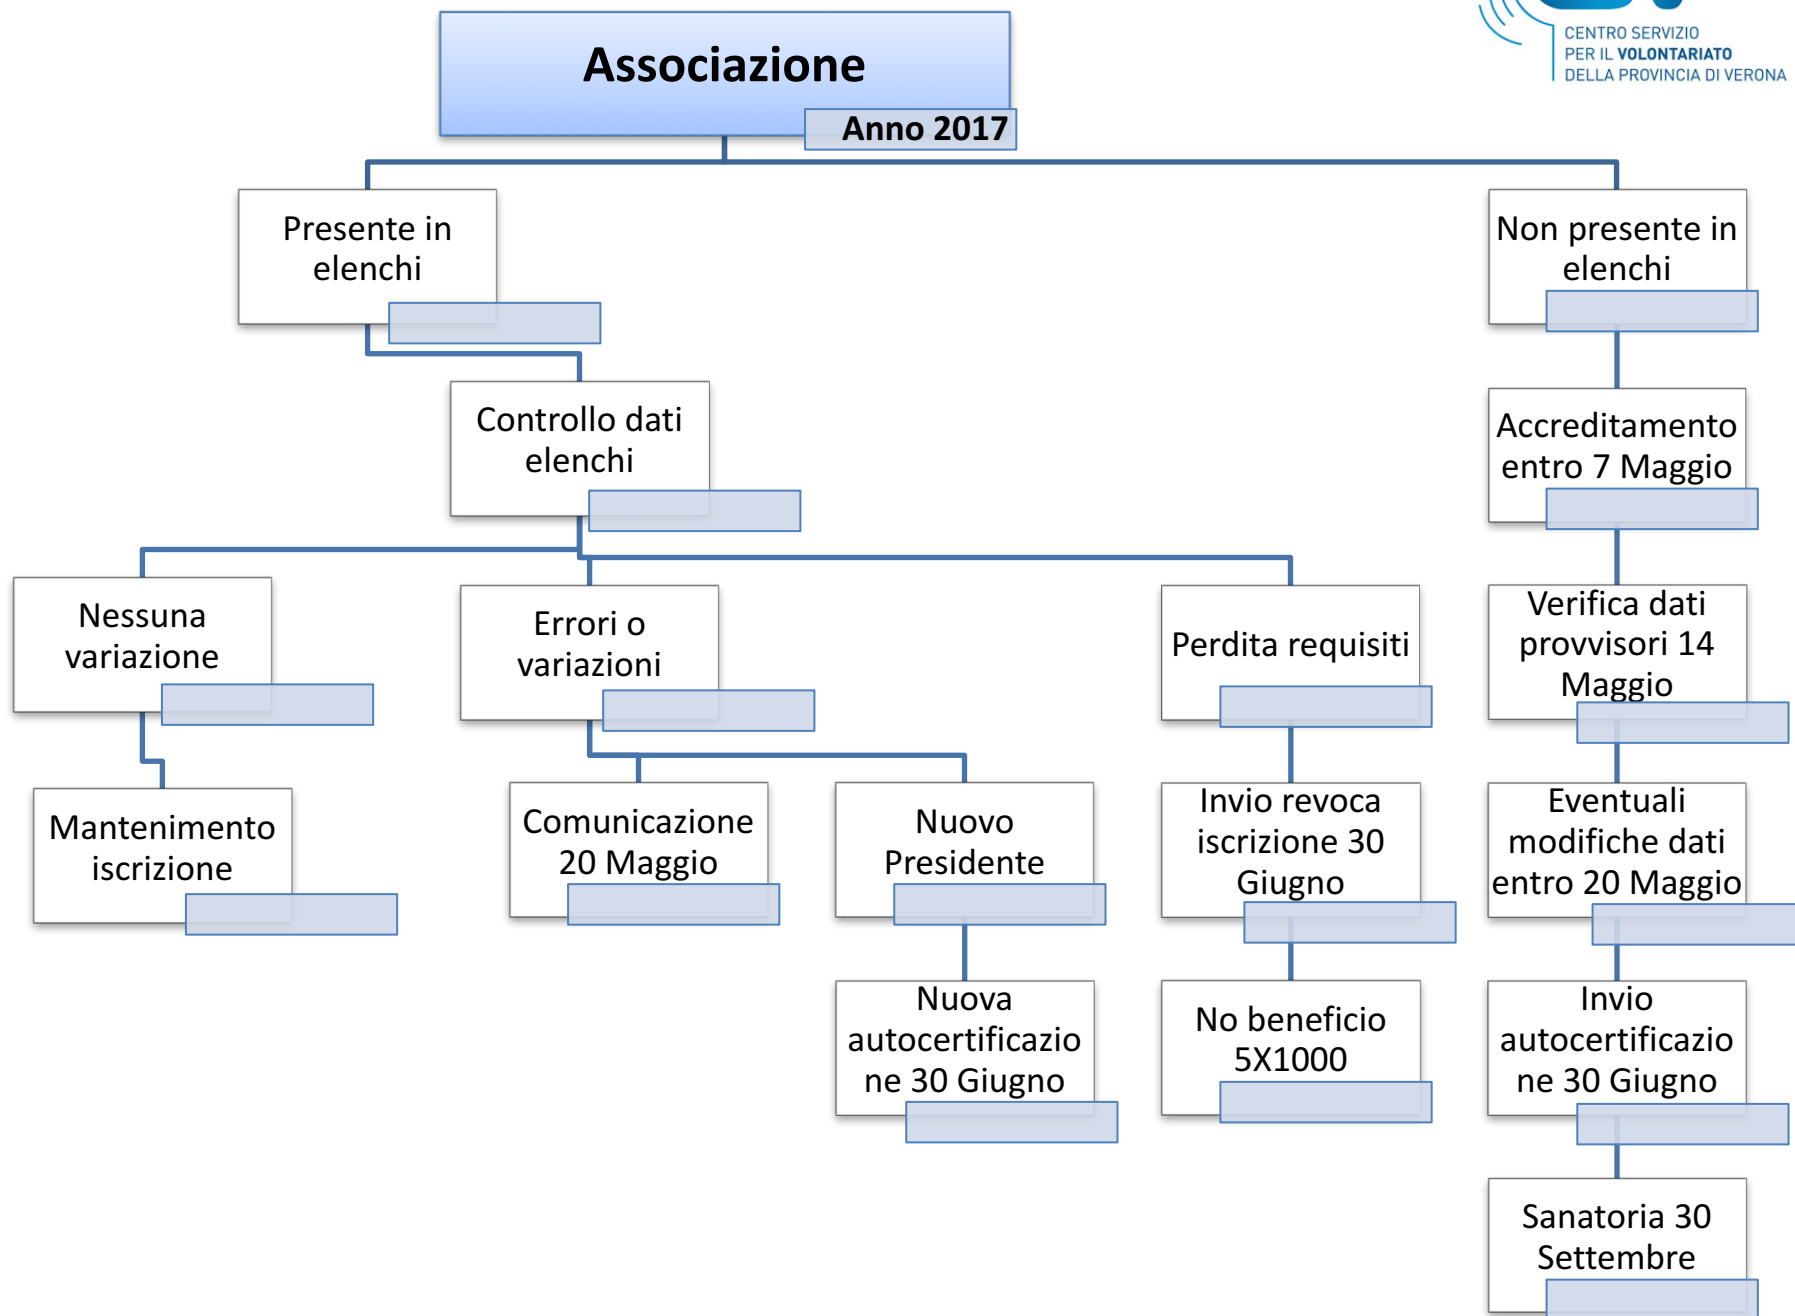 CENTRO SERVIZIO
PER IL VOLONTARIATO
DELLA PROVINCIA DI VERONA
Associazione
Anno 2017
Presente in
elenchi
Non presente in
elenchi
Controllo dati
elenchi
Accreditamento
entro 7 Maggio
Nessuna
variazione
Errori o
variazioni
Perdita requisiti
Verifica dati
provvisori 14
Maggio
Mantenimento
iscrizione
Comunicazione
20 Maggio
Nuovo
Presidente
Invio revoca
iscrizione 30
Giugno
Eventuali
modifiche dati
entro 20 Maggio
Nuova
autocertificazio
ne 30 Giugno
No beneficio
5X1000
Invio
autocertificazio
ne 30 Giugno
Sanatoria 30
Settembre